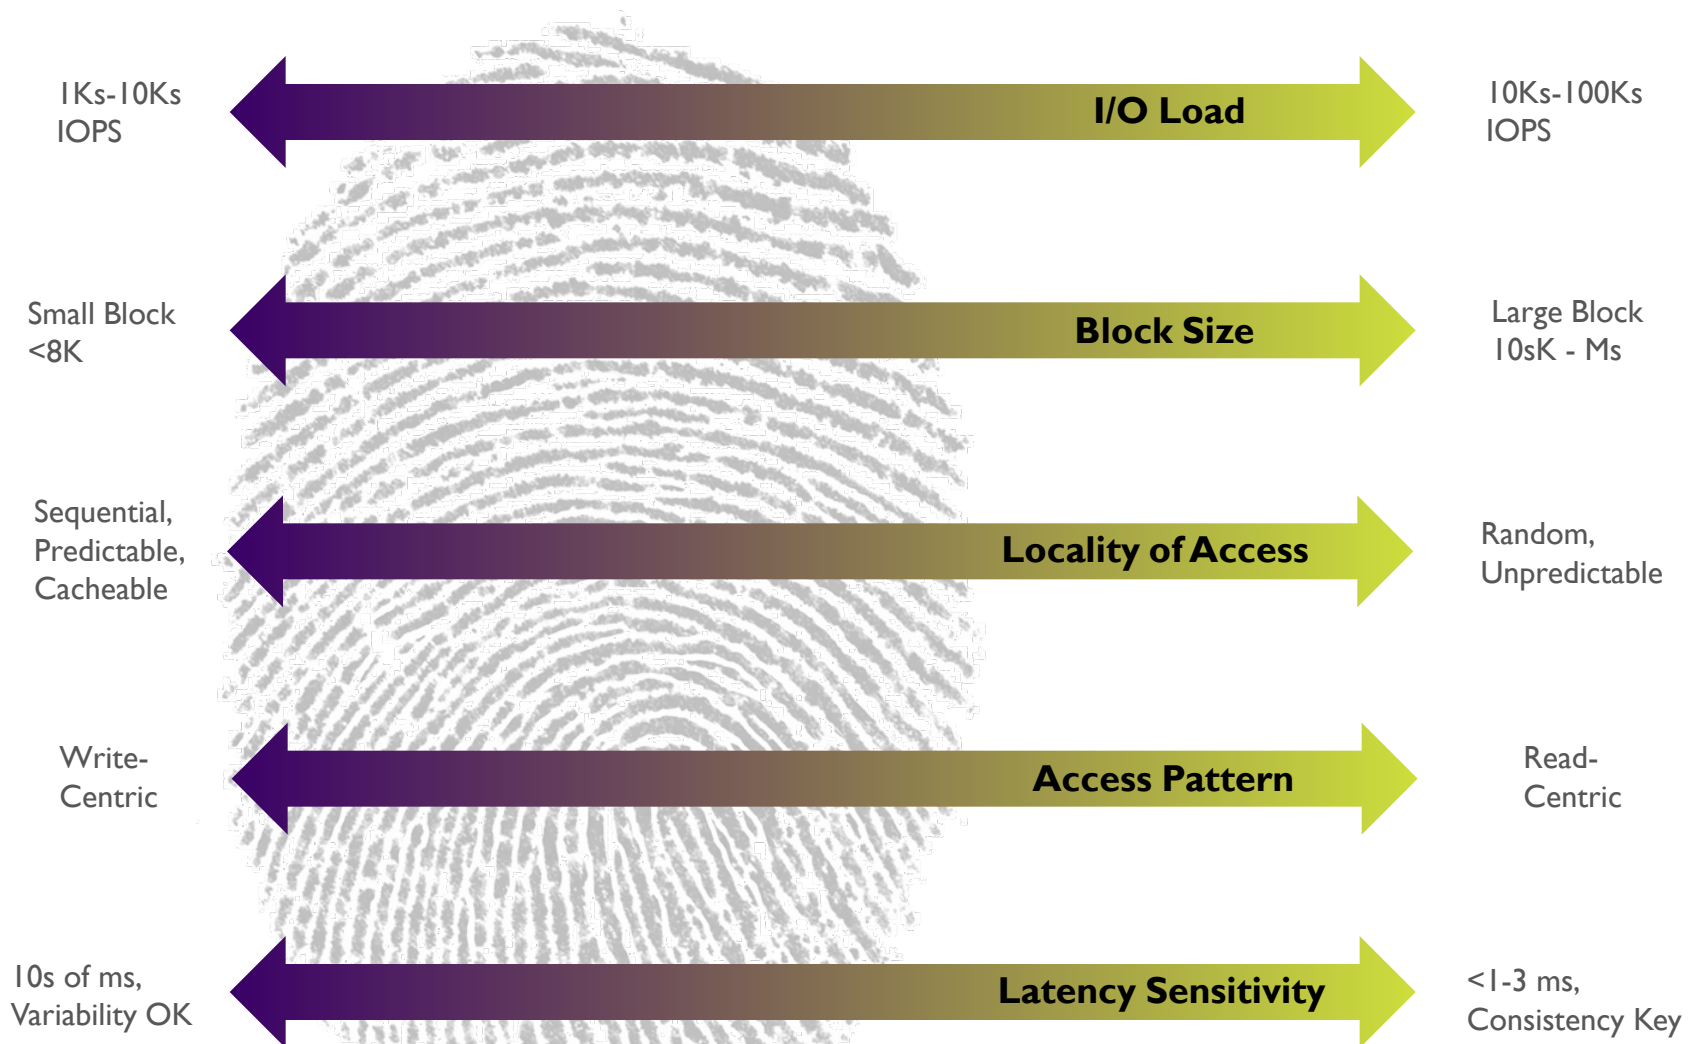 1Ks-10Ks
IOPS
I/O Load
10Ks-100Ks
IOPS
Small Block
<8K
Block Size
Large Block
10sK - Ms
Sequential,
Predictable,
Cacheable
Locality of Access
Random,
Unpredictable
Write-
Centric
Access Pattern
Read-
Centric
10s of ms,
Variability OK
Latency Sensitivity
<1-3 ms,
Consistency Key